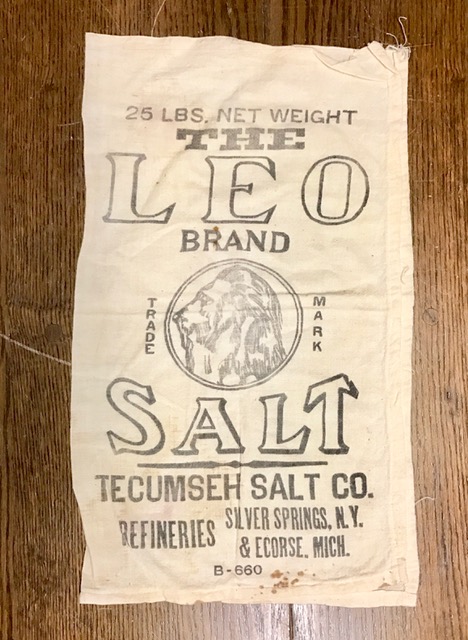 25 LBS. NET WEIGHT
THE
LEO
BRAND
TRADE
MARK
SALT
TECUMSEH SALT CO.
REFINERIES
SILVER SPRINGS, N.Y.
& ECORSE, MICH.
B-660